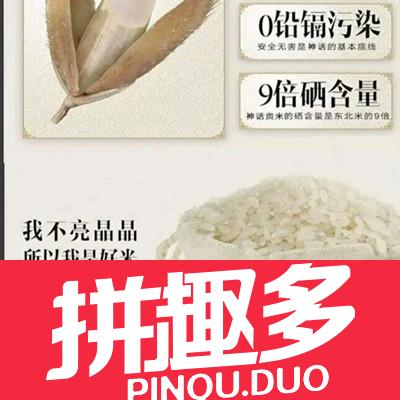 0铅镉污染
安全无害是神话的基本底线
9倍硒含量
神话贡米的硒含量是东北米的9倍
我不亮晶晶
所以我是好米
拼趣多
PINQU.DUO